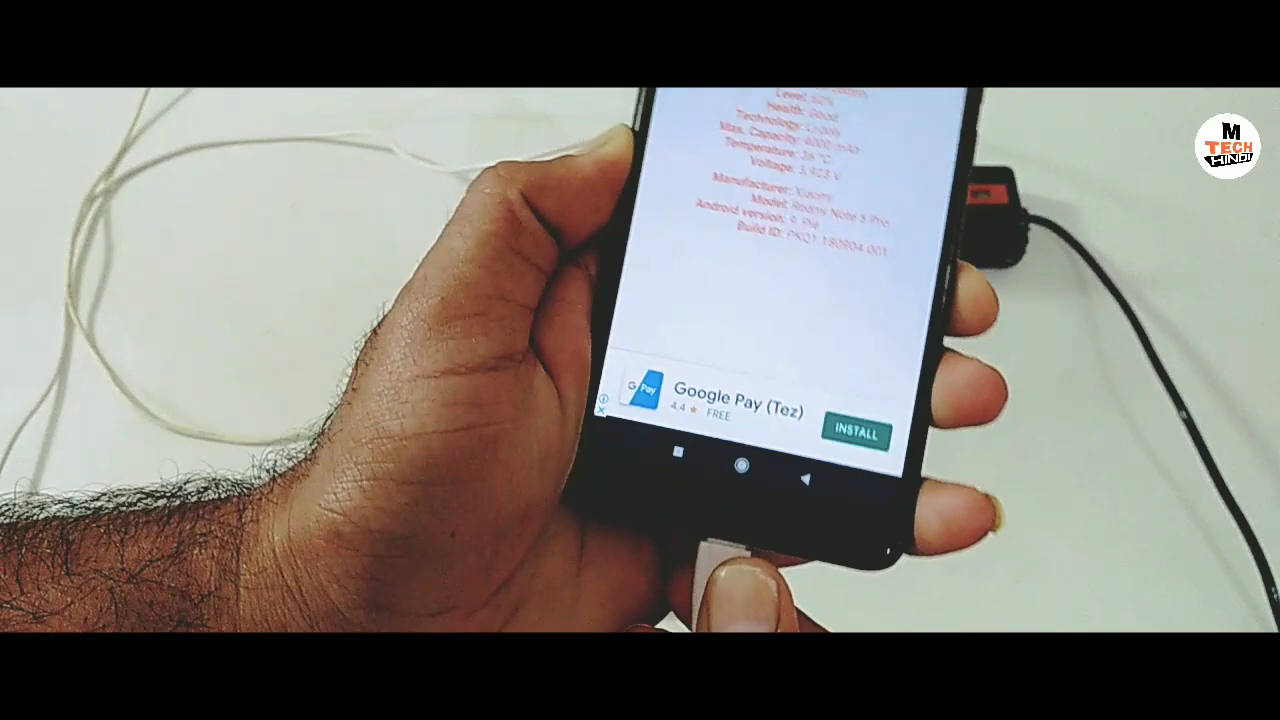 Level: 60%
Health: Good
Technology: Li-poly
Max. Capacity: 4000 mAh
Temperature: 36 °C
Voltage: 3,923 V
Manufacturer: Xiaomi
Model: Redmi Note 5 Pro
Android version: 9, Pie
Build ID: PKQ1.180904.001
G Pay
Google Pay (Tez)
4.4 ★ FREE
INSTALL
M
TECH
HINDI